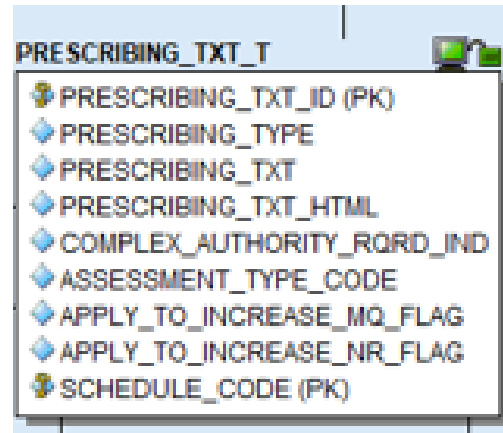 PRESCRIBING_TXT_T
PRESCRIBING_TXT_ID (PK)
PRESCRIBING_TYPE
PRESCRIBING_TXT
PRESCRIBING_TXT_HTML
COMPLEX_AUTHORITY_RQRD_IND
ASSESSMENT_TYPE_CODE
APPLY_TO_INCREASE_MQ_FLAG
APPLY_TO_INCREASE_NR_FLAG
SCHEDULE_CODE (PK)